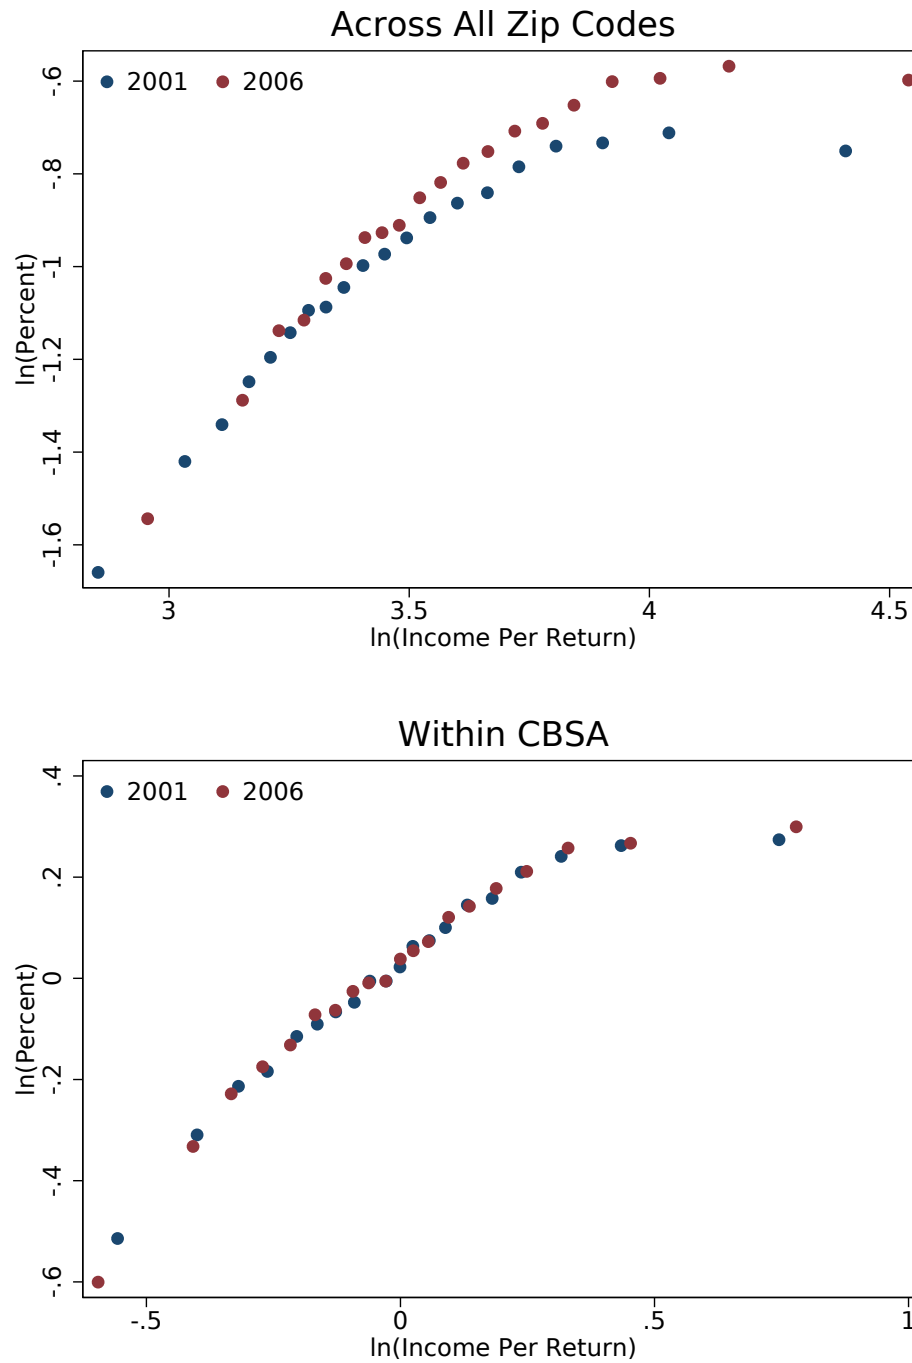 Across All Zip Codes
2001 2006
-.6
-.8
-1
-1.2
-1.4
-1.6
ln(Percent)
3 3.5 4 4.5
ln(Income Per Return)
Within CBSA
2001 2006
.4
.2
0
-.2
-.4
-.6
ln(Percent)
-.5 0 .5 1
ln(Income Per Return)